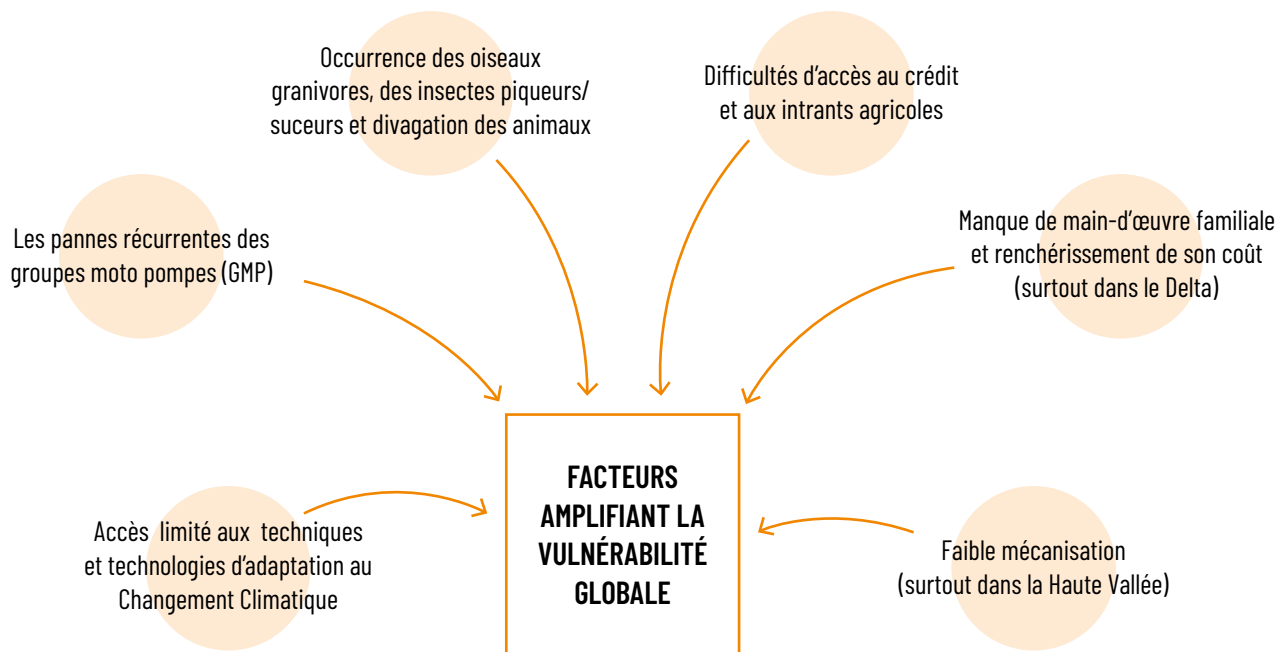 Occurrence des oiseaux
granivores, des insectes piqueurs/
suceurs et divagation des animaux
Difficultés d'accès au crédit
et aux intrants agricoles
Les pannes récurrentes des
groupes moto pompes (GMP)
Manque de main-d'œuvre familiale
et renchérissement de son coût
(surtout dans le Delta)
Accès limité aux techniques
et technologies d'adaptation au
Changement Climatique
FACTEURS
AMPLIFIANT LA
VULNÉRABILITÉ
GLOBALE
Faible mécanisation
(surtout dans la Haute Vallée)